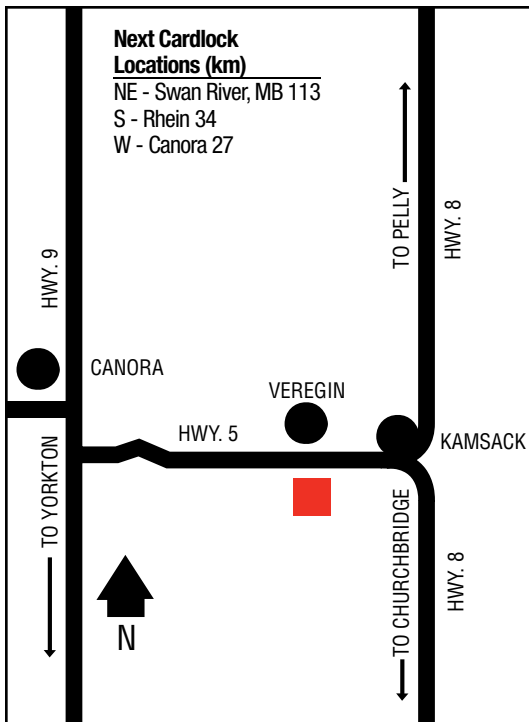 Next Cardlock
Locations (km)
NE - Swan River, MB 113
S - Rhein 34
W - Canora 27
TO PELLY
HWY. 8
HWY. 9
CANORA
VEREGIN
HWY. 5
KAMSACK
TO YORKTON
TO CHURCHBRIDGE
HWY. 8
N